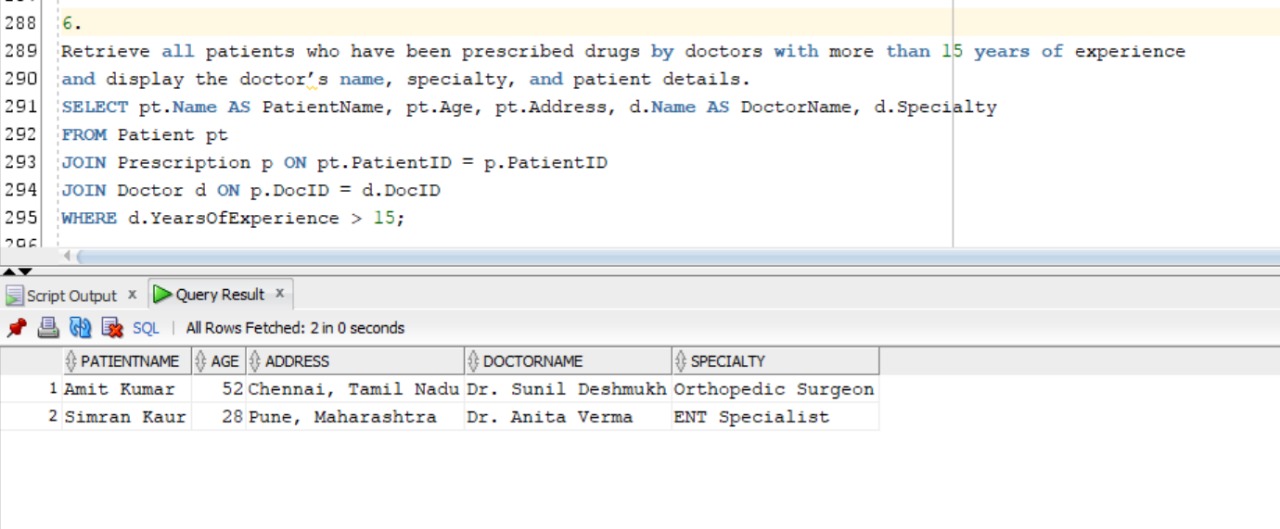 288 6.
289 Retrieve all patients who have been prescribed drugs by doctors with more than 15 years of experience
290 and display the doctor's name, specialty, and patient details.
291 SELECT pt.Name AS PatientName, pt.Age, pt.Address, d.Name AS DoctorName, d.Specialty
292 FROM Patient pt
293 JOIN Prescription p ON pt.PatientID = p.PatientID
294 JOIN Doctor d ON p.DocID = d.DocID
295 WHERE d.YearsOfExperience > 15;
296
Script Output x Query Result x
SQL | All Rows Fetched: 2 in 0 seconds
PATIENTNAME AGE ADDRESS DOCTORNAME SPECIALTY
1 Amit Kumar 52 Chennai, Tamil Nadu Dr. Sunil Deshmukh Orthopedic Surgeon
2 Simran Kaur 28 Pune, Maharashtra Dr. Anita Verma ENT Specialist